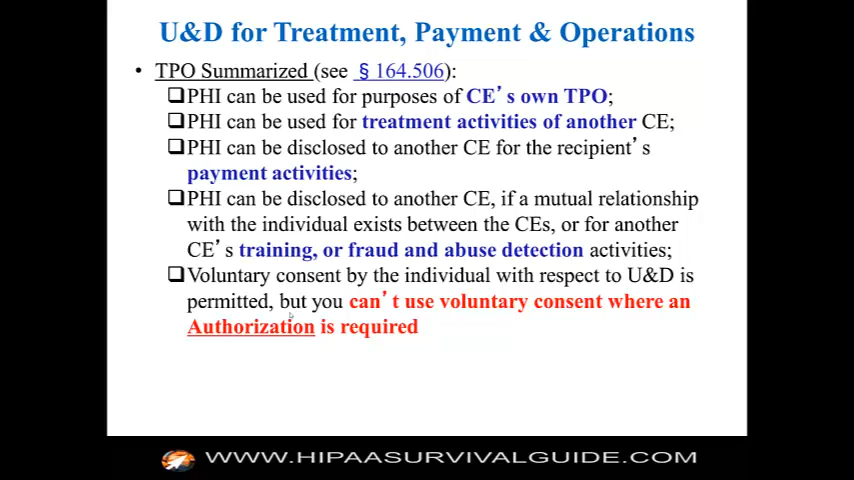 U&D for Treatment, Payment & Operations
• TPO Summarized (see §164.506):
❑PHI can be used for purposes of CE's own TPO;
❑PHI can be used for treatment activities of another CE;
❑PHI can be disclosed to another CE for the recipient's
payment activities;
❑PHI can be disclosed to another CE, if a mutual relationship
with the individual exists between the CEs, or for another
CE's training, or fraud and abuse detection activities;
❑Voluntary consent by the individual with respect to U&D is
permitted, but you can't use voluntary consent where an
Authorization is required
WWW.HIPAASURVIVALGUIDE.COM